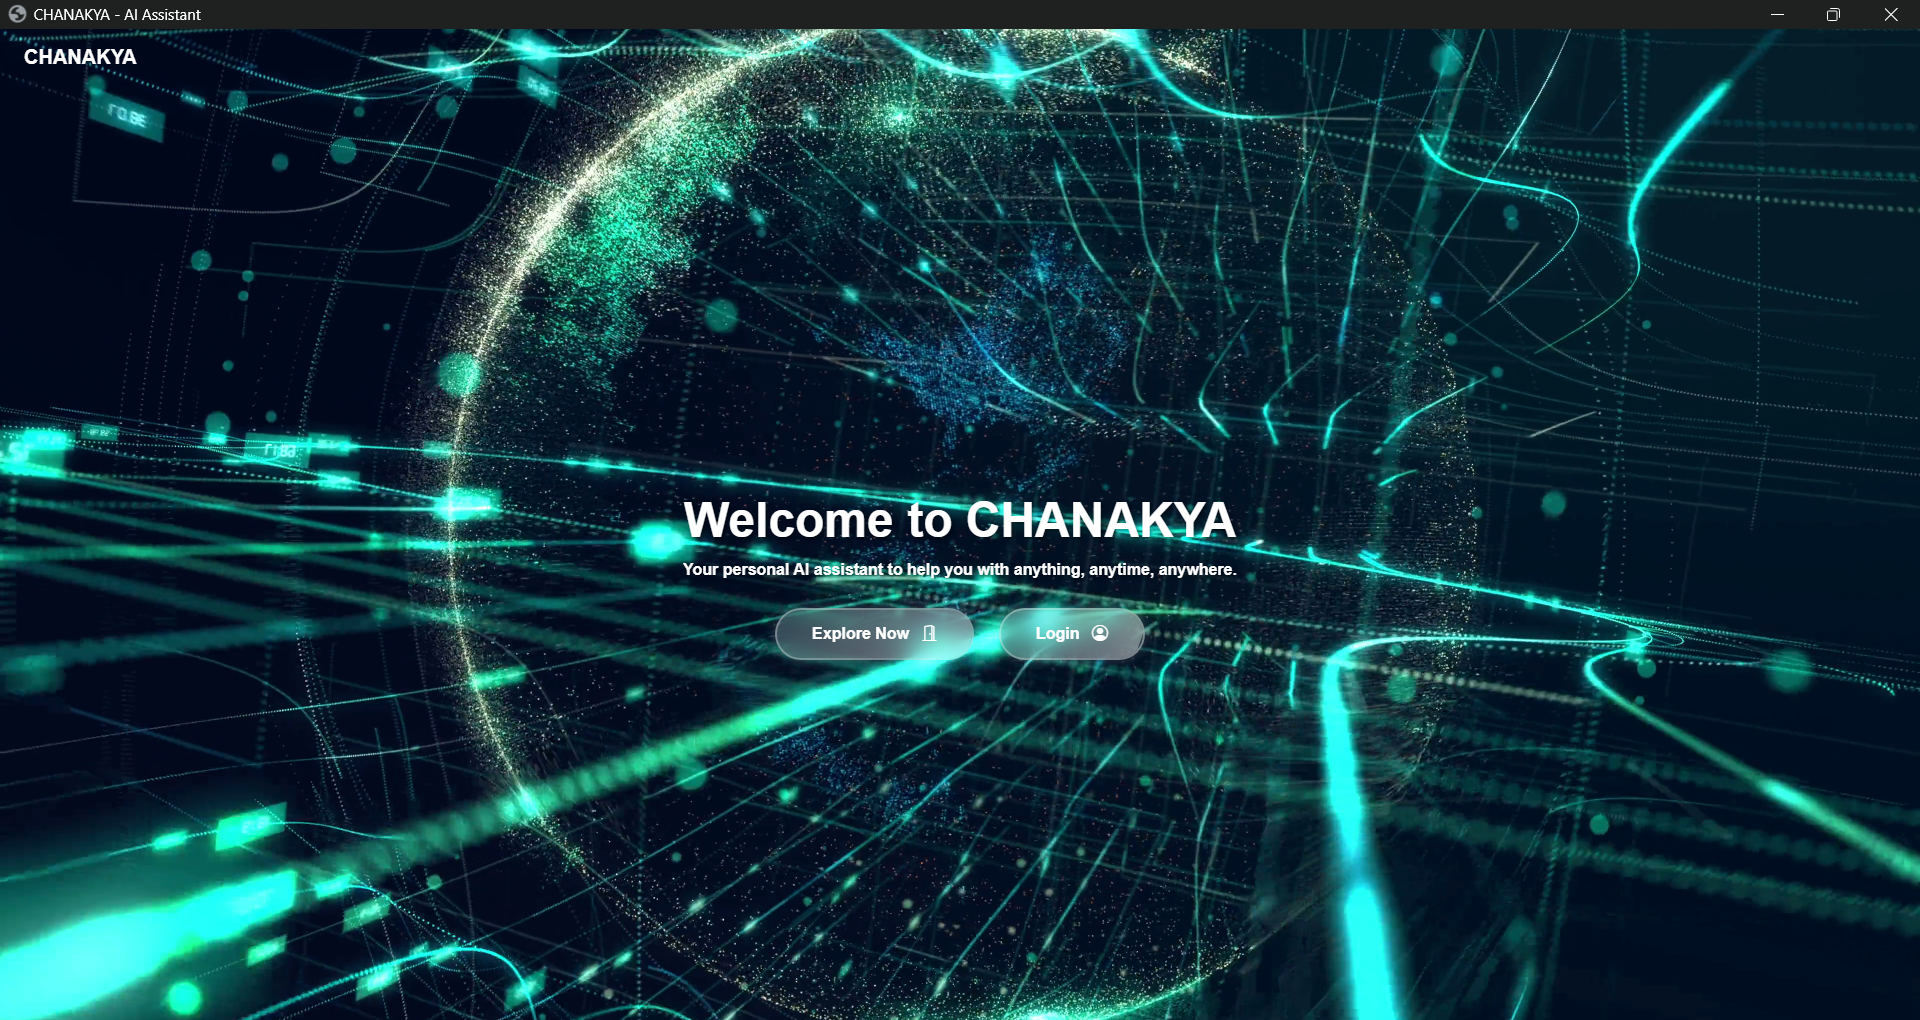 CHANAKYA - AI Assistant
CHANAKYA
Welcome to CHANAKYA
Your personal AI assistant to help you with anything, anytime, anywhere.
Explore Now
Login